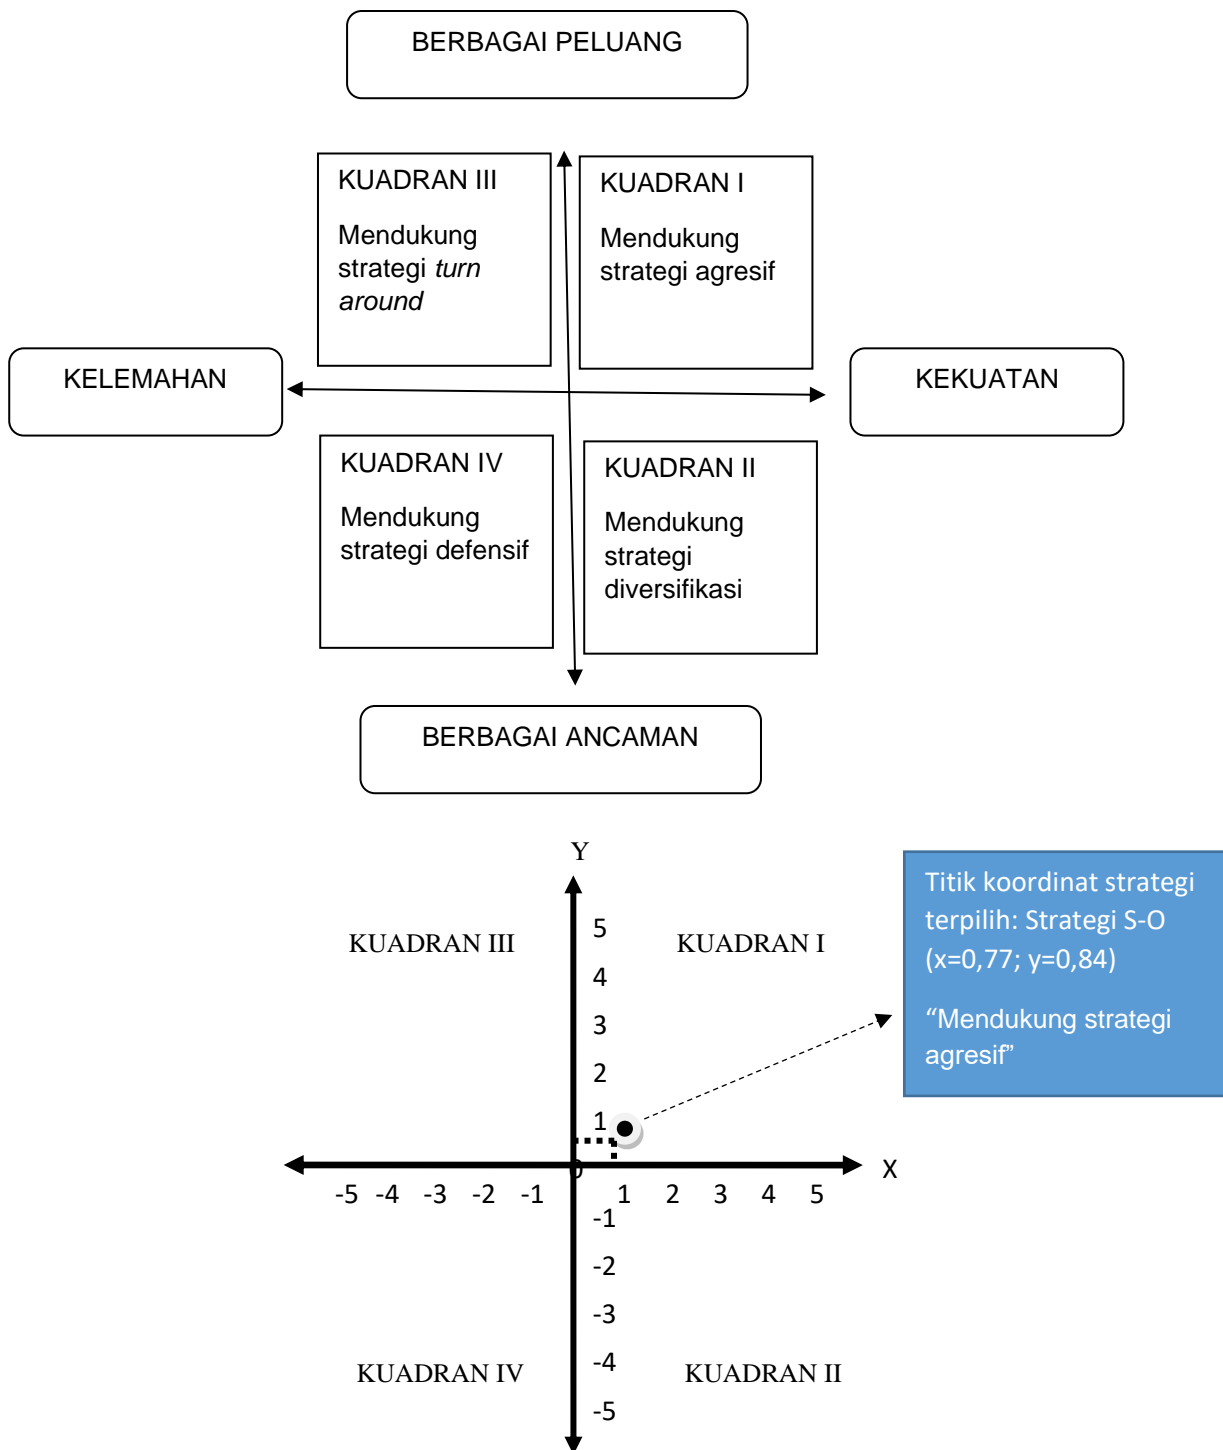 BERBAGAI PELUANG
KUADRAN III
Mendukung
strategi turn
around
KUADRAN I
Mendukung
strategi agresif
KELEMAHAN
KEKUATAN
KUADRAN IV
Mendukung
strategi defensif
KUADRAN II
Mendukung
strategi
diversifikasi
BERBAGAI ANCAMAN
Y
KUADRAN III
KUADRAN I
5
4
3
2
1
Titik koordinat strategi
terpilih: Strategi S-O
(x=0,77; y=0,84)
“Mendukung strategi
agresif”
0
X
-5 -4 -3 -2 -1 1 2 3 4 5
-1
-2
-3
-4
-5
KUADRAN IV
KUADRAN II